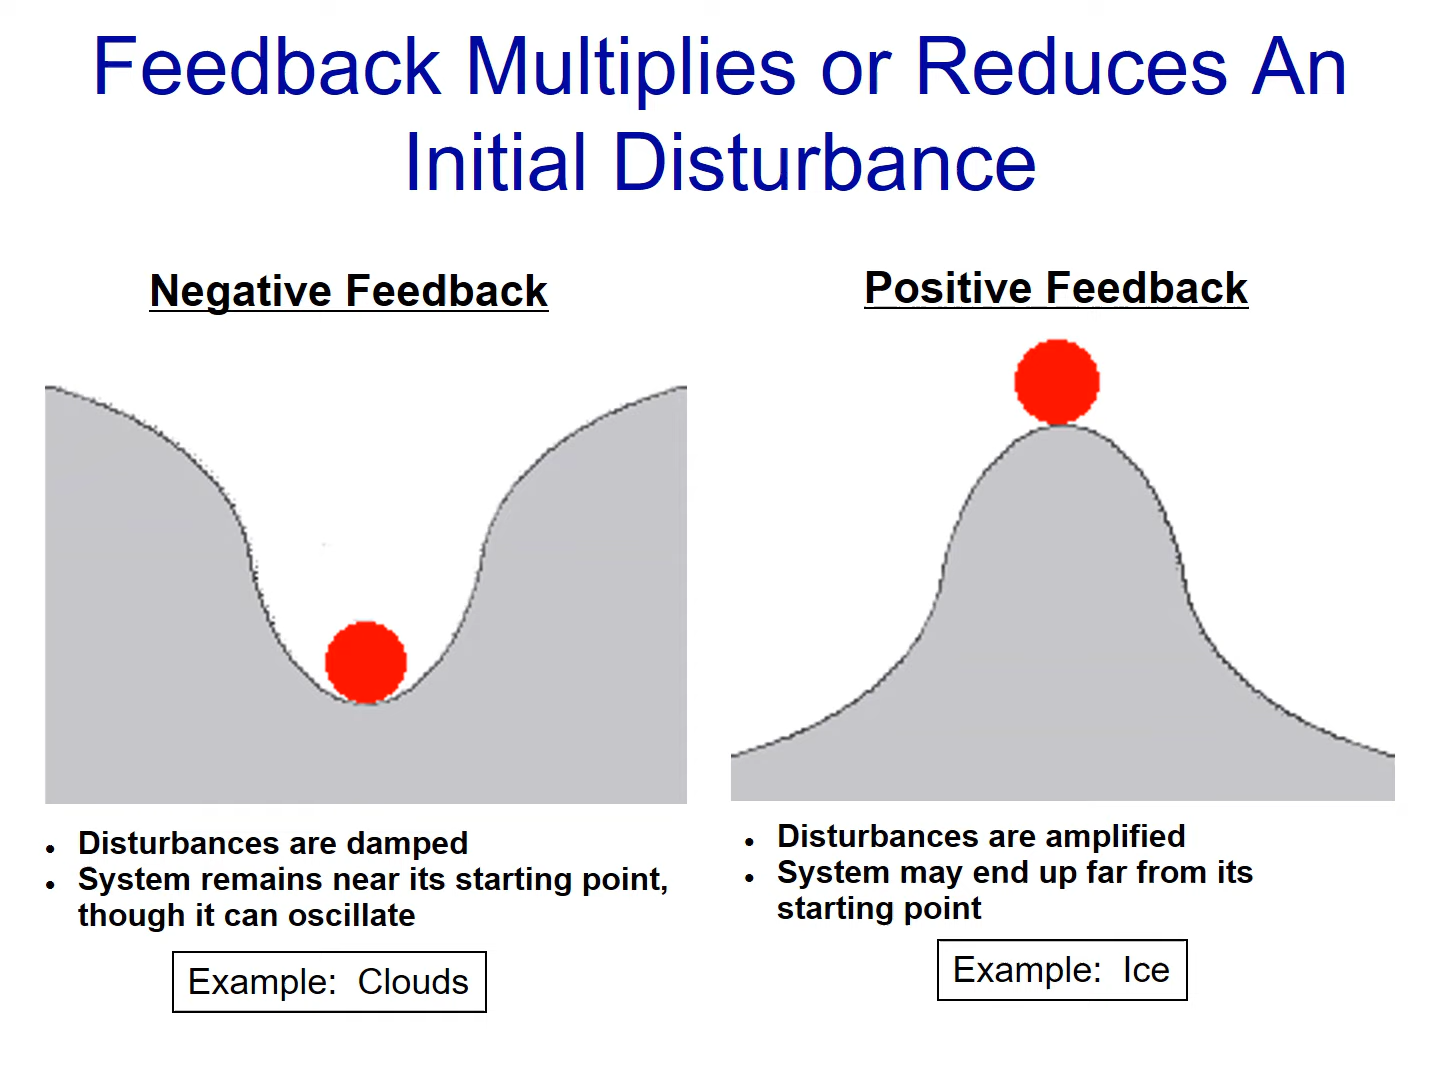 Feedback Multiplies or Reduces An
Initial Disturbance
Negative Feedback
• Disturbances are damped
• System remains near its starting point,
though it can oscillate
Example: Clouds
Positive Feedback
• Disturbances are amplified
• System may end up far from its
starting point
Example: Ice